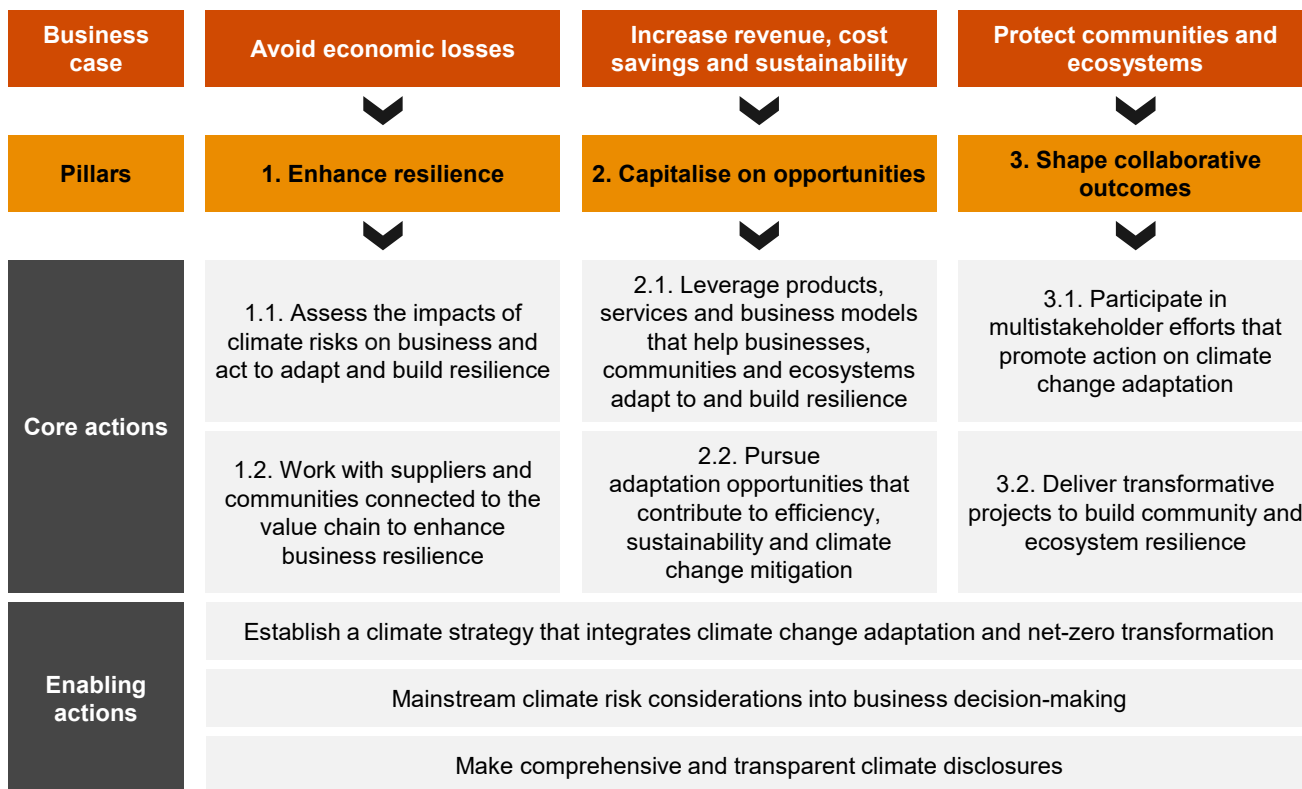 Business
case
Avoid economic losses
Increase revenue, cost
savings and sustainability
Protect communities and
ecosystems
Pillars
1. Enhance resilience
2. Capitalise on opportunities
3. Shape collaborative
outcomes
Core actions
1.1. Assess the impacts of
climate risks on business and
act to adapt and build resilience
2.1. Leverage products,
services and business models
that help businesses,
communities and ecosystems
adapt to and build resilience
3.1. Participate in
multistakeholder efforts that
promote action on climate
change adaptation
1.2. Work with suppliers and
communities connected to the
value chain to enhance
business resilience
2.2. Pursue
adaptation opportunities that
contribute to efficiency,
sustainability and climate
change mitigation
3.2. Deliver transformative
projects to build community and
ecosystem resilience
Enabling
actions
Establish a climate strategy that integrates climate change adaptation and net-zero transformation
Mainstream climate risk considerations into business decision-making
Make comprehensive and transparent climate disclosures